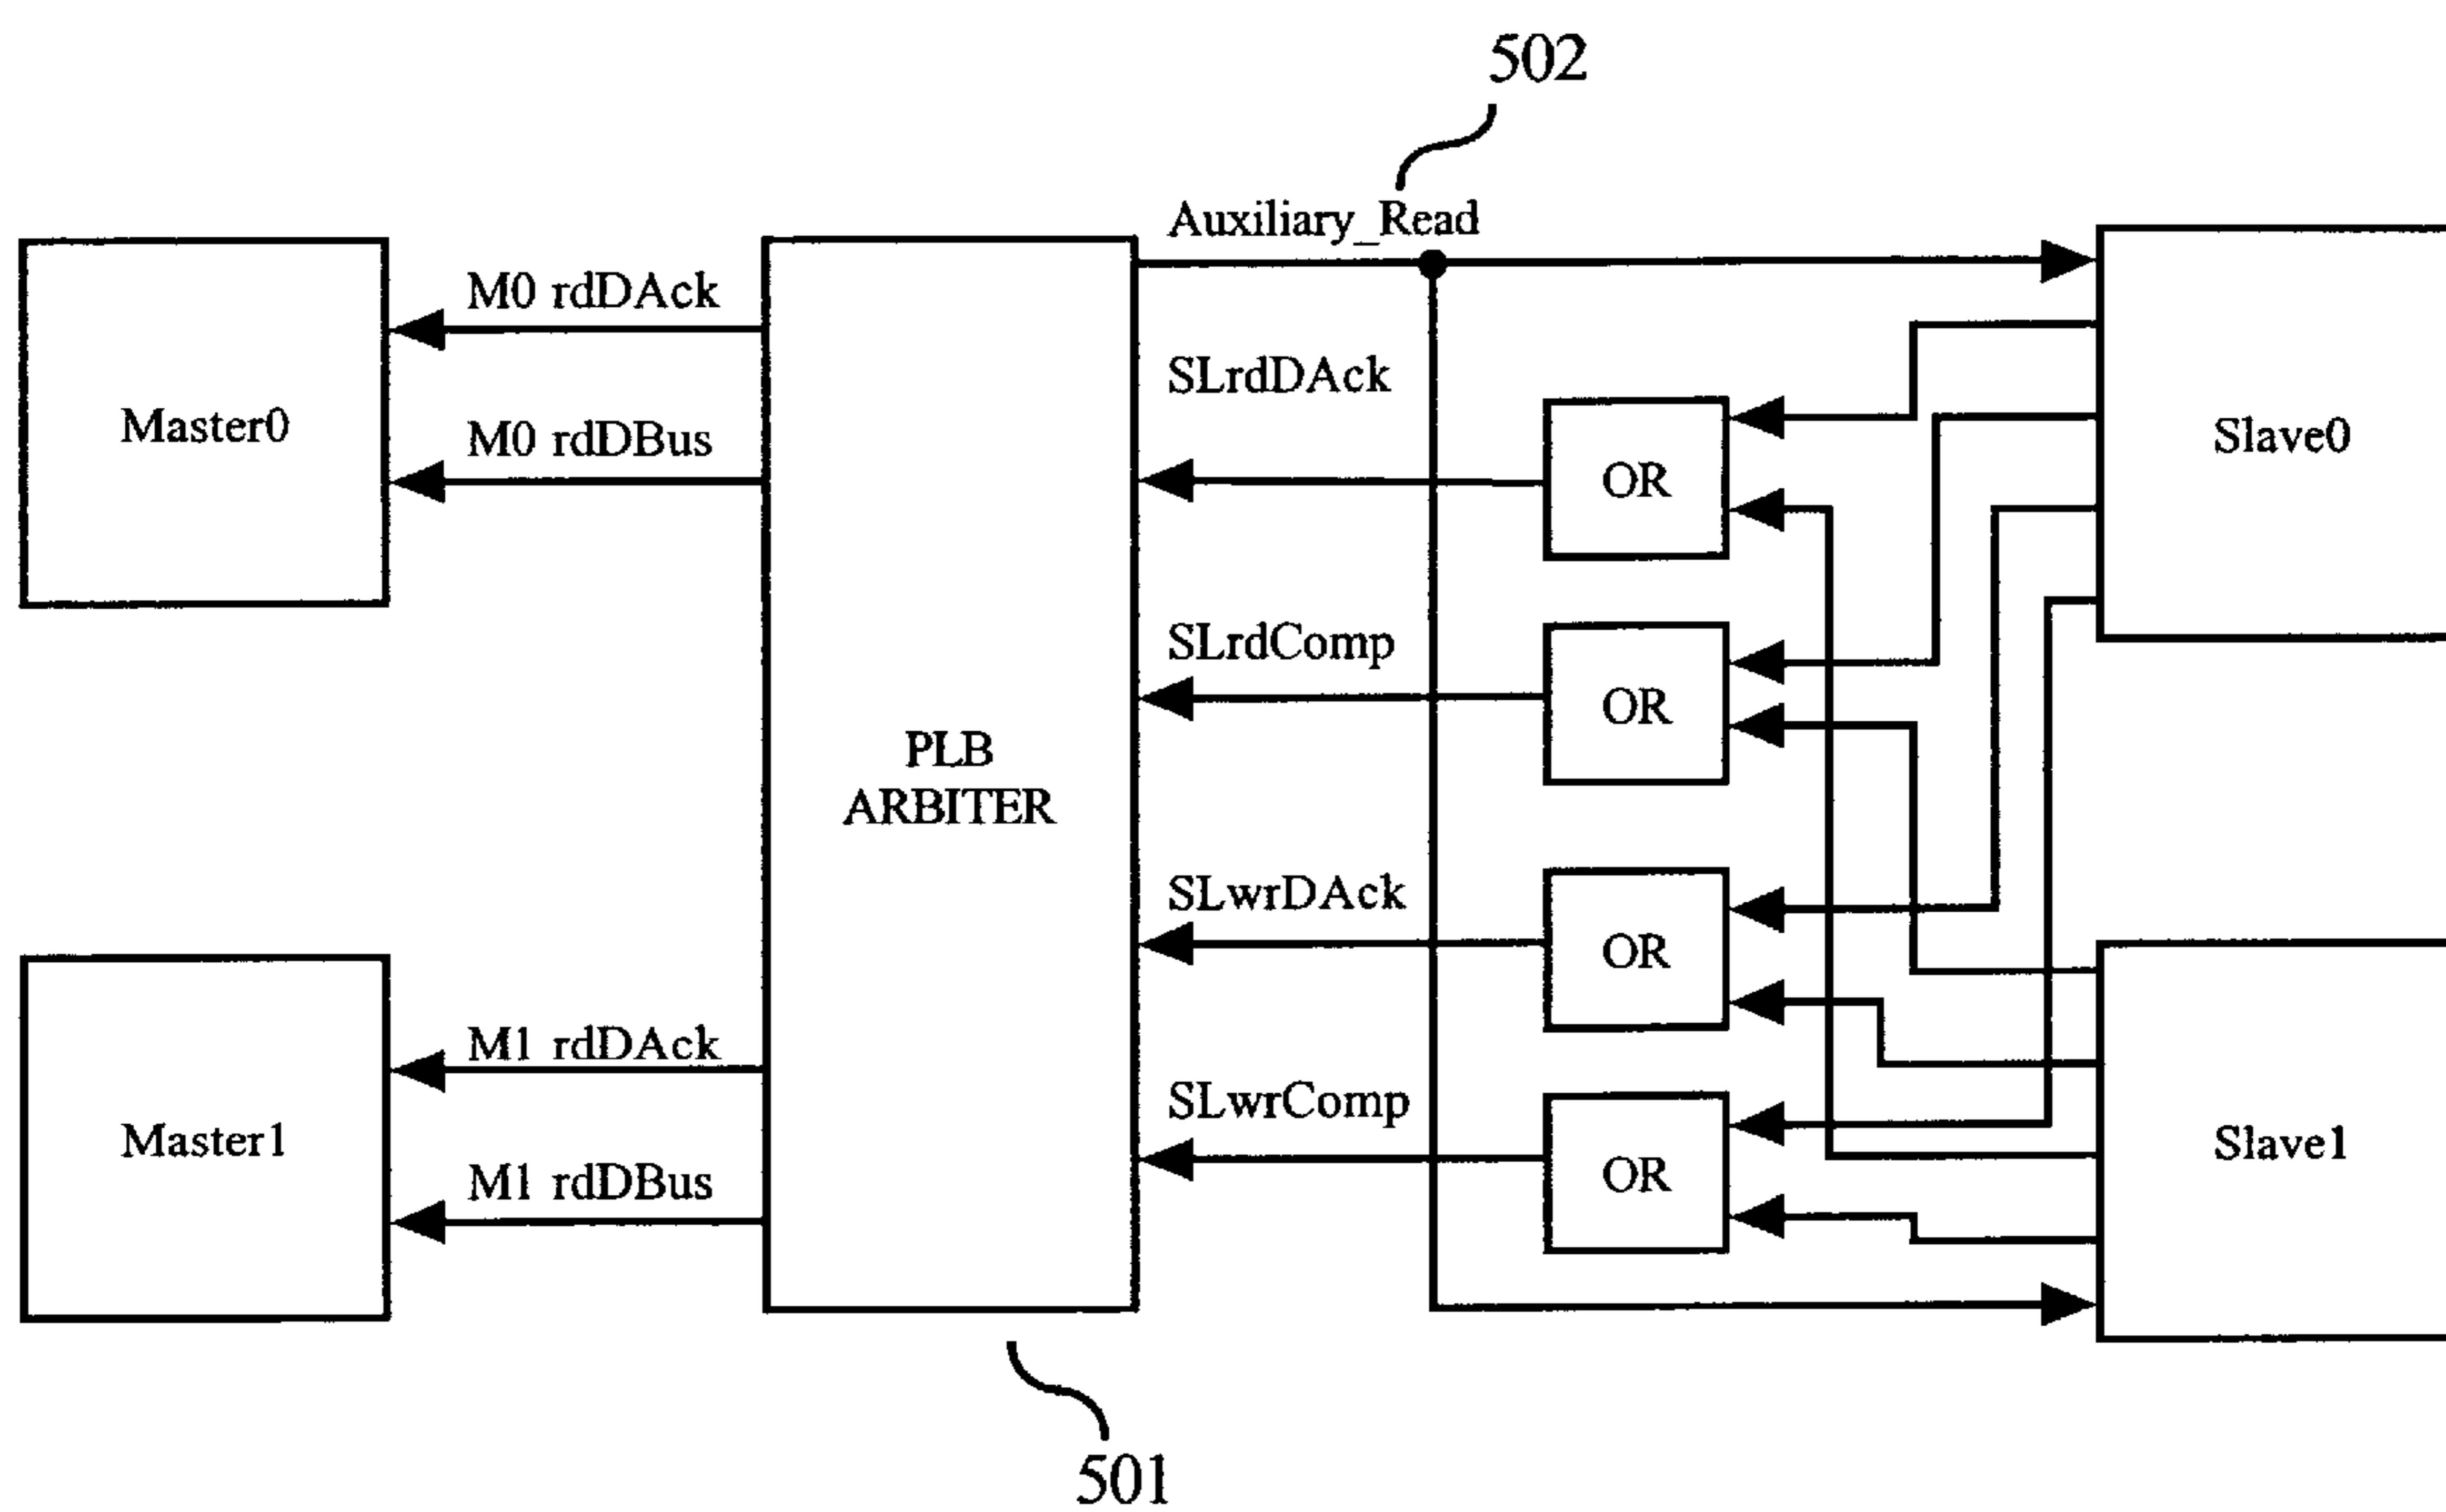 502
Auxiliary_Read
M0 rdDAck
SLrdDAck
Master0
M0 rdDBus
Slave0
OR
SLrdComp
OR
PLB
ARBITER
SLwrDAck
OR
M1 rdDAck
SLwrComp
Master1
Slave1
M1 rdDBus
OR
501